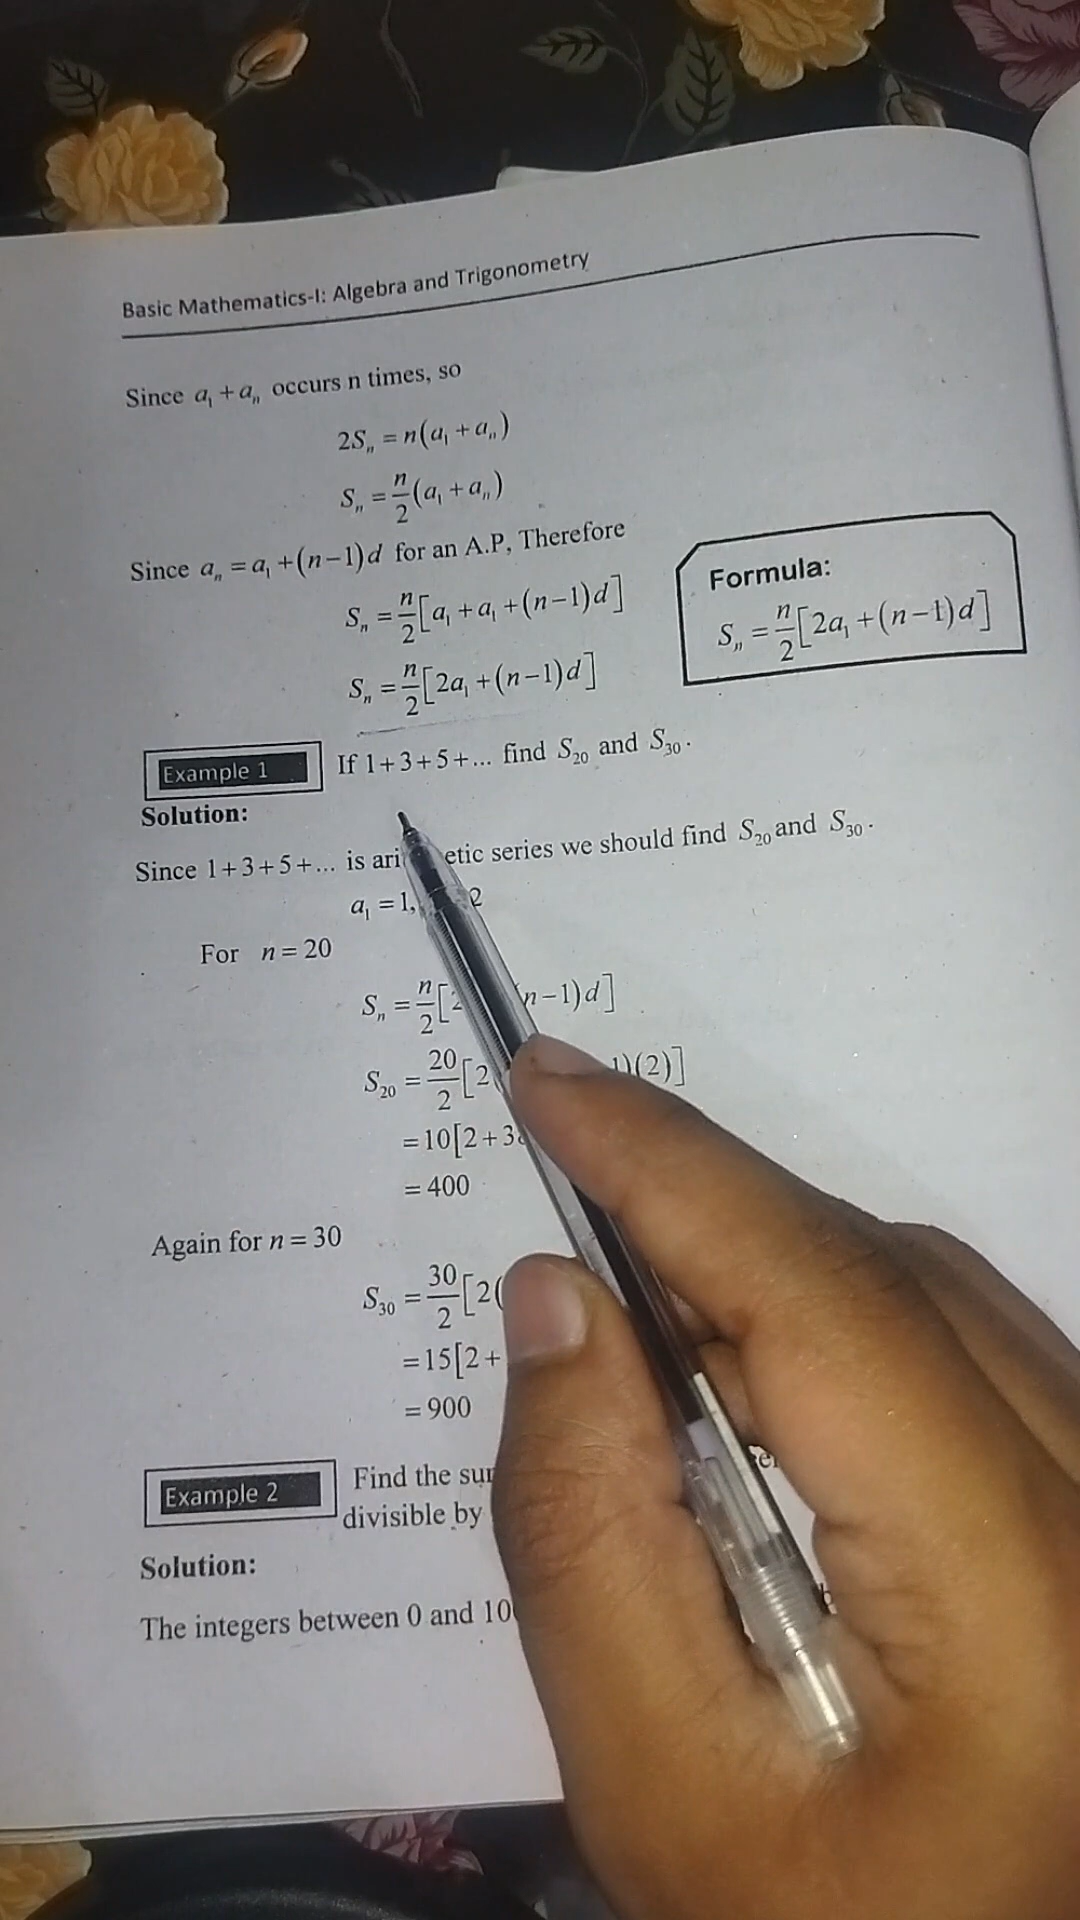 Basic Mathematics-I: Algebra and Trigonometry
Since a₁ + aₙ occurs n times, so
2Sₙ = n(a₁ + aₙ)
Sₙ = n/2 (a₁ + aₙ)
Since aₙ = a₁ + (n−1)d for an A.P, Therefore
Sₙ = n/2 [a₁ + a₁ + (n−1)d]
Sₙ = n/2 [2a₁ + (n−1)d]
Formula:
Sₙ = n/2 [2a₁ + (n−1)d]
Example 1 If 1+3+5+... find S₂₀ and S₃₀.
Solution:
Since 1+3+5+... is ari etic series we should find S₂₀ and S₃₀.
a₁ = 1, 2
For n = 20
Sₙ = n/2 [2 n−1)d]
S₂₀ = 20/2 [2 1)(2)]
= 10[2+38
= 400
Again for n = 30
S₃₀ = 30/2 [2(
= 15[2+
= 900
Example 2 Find the
divisible by
Solution:
The integers between 0 and